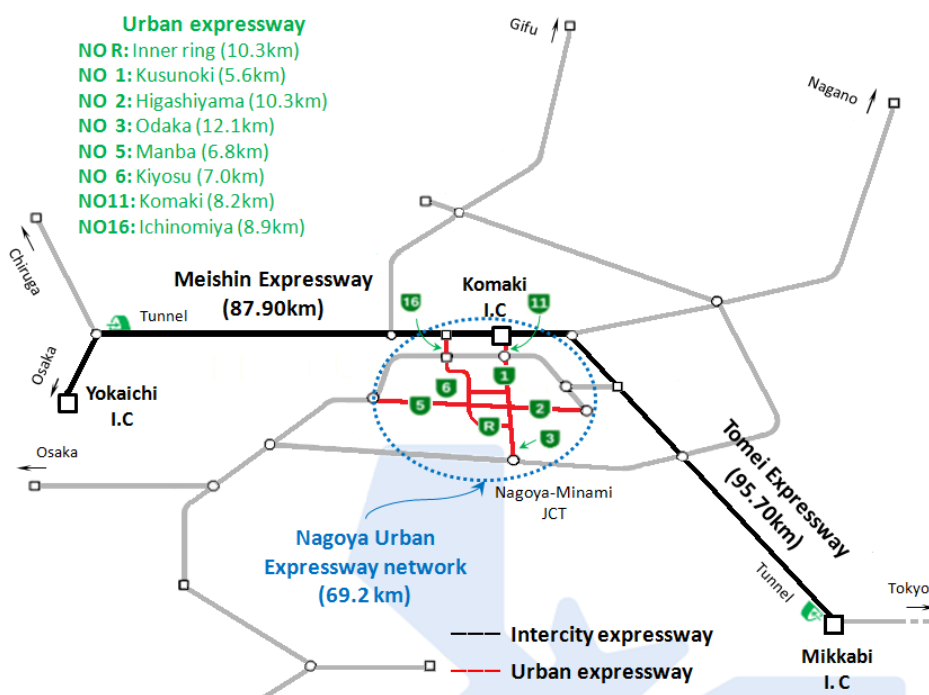 Urban expressway
NO R: Inner ring (10.3km)
NO 1: Kusunoki (5.6km)
NO 2: Higashiyama (10.3km)
NO 3: Odaka (12.1km)
NO 5: Manba (6.8km)
NO 6: Kiyosu (7.0km)
NO11: Komaki (8.2km)
NO16: Ichinomiya (8.9km)
Gifu
Nagano
Chiruga
Tunnel
Meishin Expressway
(87.90km)
16
Komaki
I.C
11
Osaka
Yokaichi
I.C
1
6
5
2
R
3
Osaka
Nagoya-Minami
JCT
Tomei Expressway
(95.70km)
Nagoya Urban
Expressway network
(69.2 km)
Tunnel
Tokyo
Intercity expressway
Urban expressway
Mikkabi
I. C